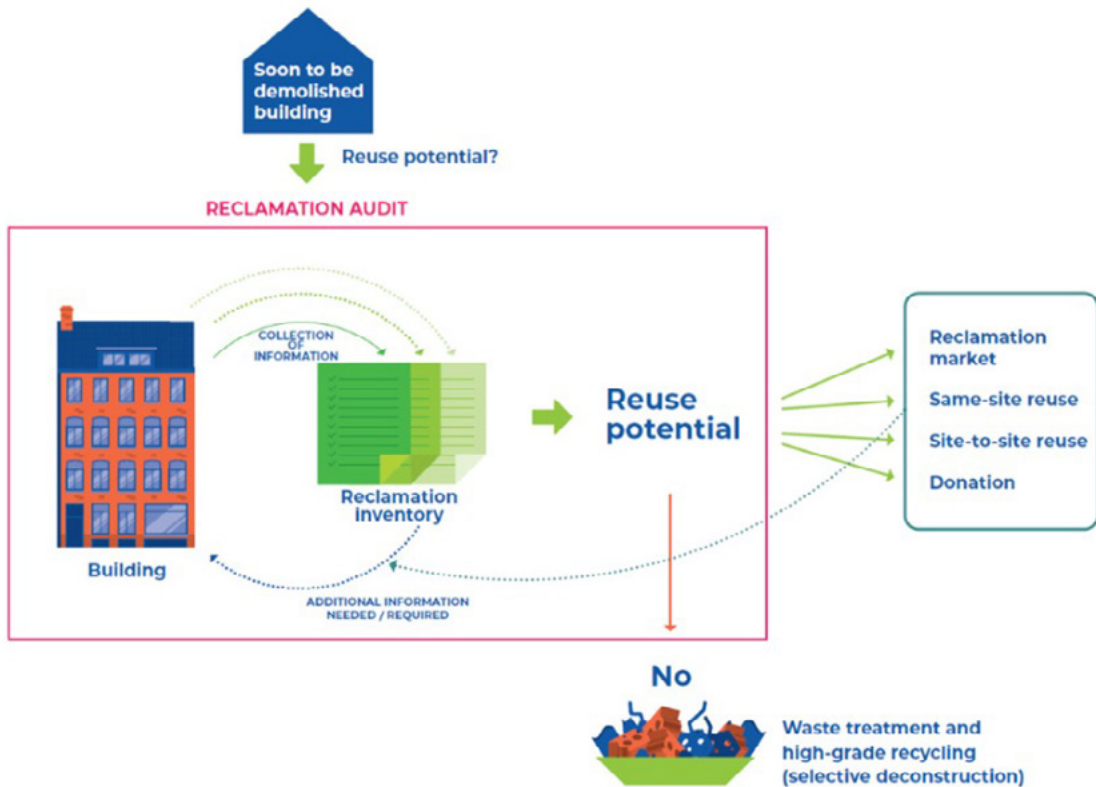 Soon to be
demolished
building
Reuse potential?
RECLAMATION AUDIT
COLLECTION
OF
INFORMATION
Reclamation
inventory
Building
ADDITIONAL INFORMATION
NEEDED / REQUIRED
Reuse
potential
Reclamation
market
Same-site reuse
Site-to-site reuse
Donation
No
Waste treatment and
high-grade recycling
(selective deconstruction)